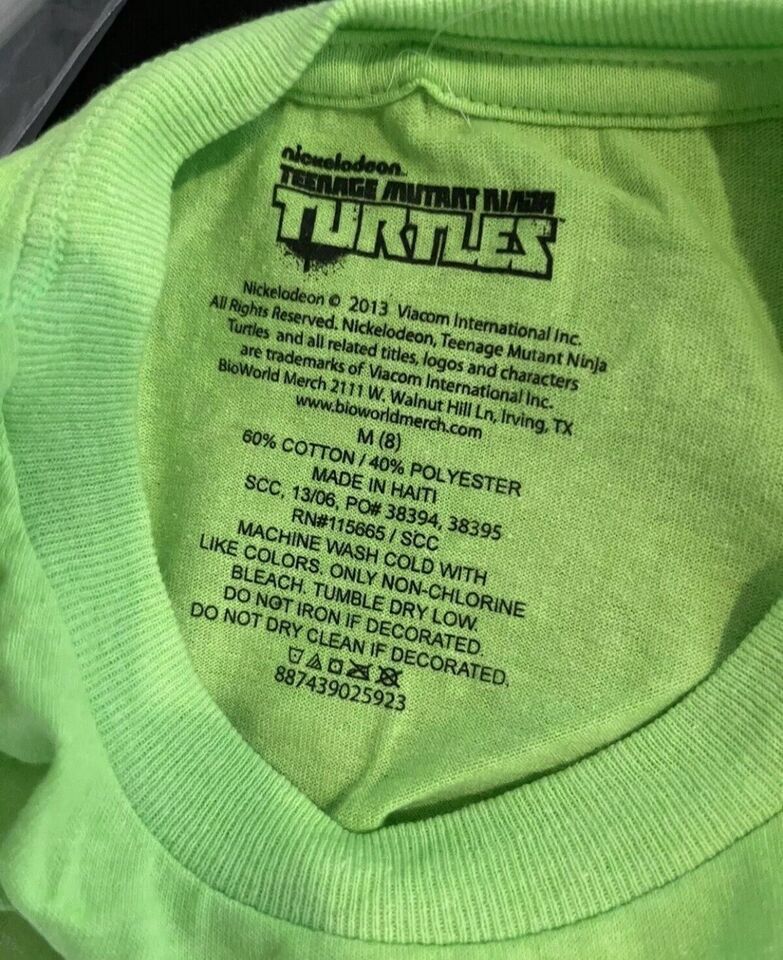 nickelodeon™
TEENAGE MUTANT NINJA
TURTLES™
Nickelodeon © 2013 Viacom International Inc.
All Rights Reserved. Nickelodeon, Teenage Mutant Ninja
Turtles and all related titles, logos and characters
are trademarks of Viacom International Inc.
BioWorld Merch 2111 W. Walnut Hill Ln, Irving, TX
www.bioworldmerch.com
M (8)
60% COTTON / 40% POLYESTER
MADE IN HAITI
SCC, 13/06, PO# 38394, 38395
RN#115665 / SCC
MACHINE WASH COLD WITH
LIKE COLORS. ONLY NON-CHLORINE
BLEACH. TUMBLE DRY LOW.
DO NOT IRON IF DECORATED.
DO NOT DRY CLEAN IF DECORATED.
887439025923